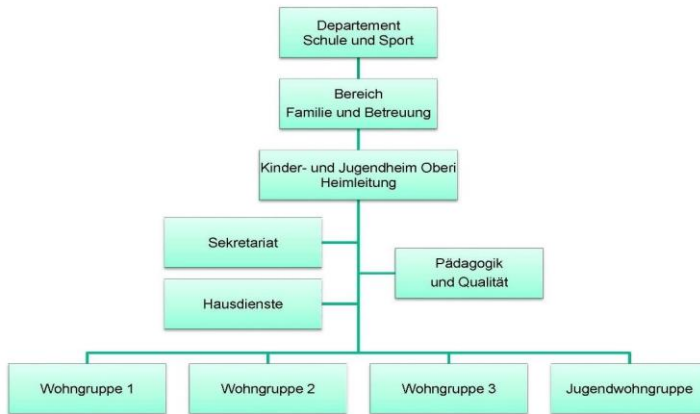 Departement
Schule und Sport
Bereich
Familie und Betreuung
Kinder- und Jugendheim Oberi
Heimleitung
Sekretariat
Pädagogik
und Qualität
Hausdienste
Wohngruppe 1
Wohngruppe 2
Wohngruppe 3
Jugendwohngruppe